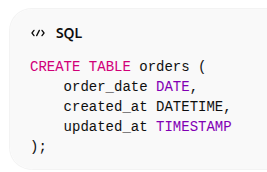 </> SQL
CREATE TABLE orders (
    order_date DATE,
    created_at DATETIME,
    updated_at TIMESTAMP
);